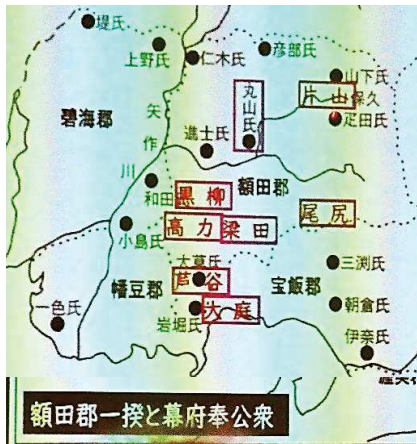 堤氏
上野氏
仁木氏
彦部氏
山下氏
片山
保久
疋田氏
丸山氏
碧海郡
矢作川
進士氏
額田郡
和田
黒柳
高力
梁田
尾尻
小島氏
大草氏
芦谷
三渕氏
幡豆郡
宝飯郡
一色氏
大庭
岩堀氏
朝倉氏
伊奈氏
額田郡一揆と幕府奉公衆